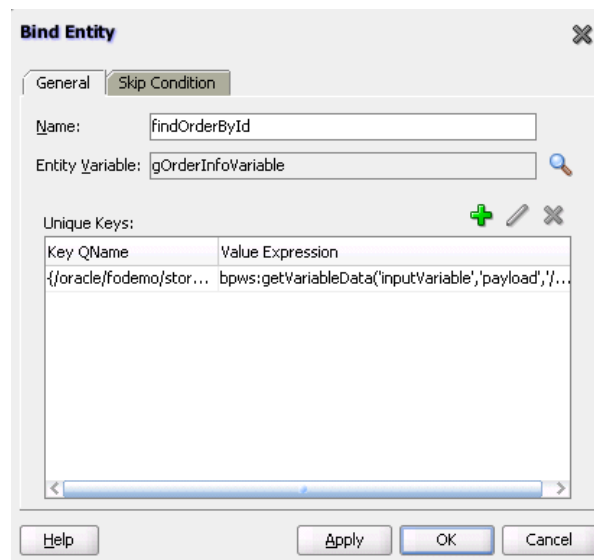 Bind Entity
General Skip Condition
Name: findOrderById
Entity Variable: gOrderInfoVariable
Unique Keys:
Key QName Value Expression
{/oracle/fodemo/stor... bpws:getVariableData('inputVariable','payload','/...
Help Apply OK Cancel